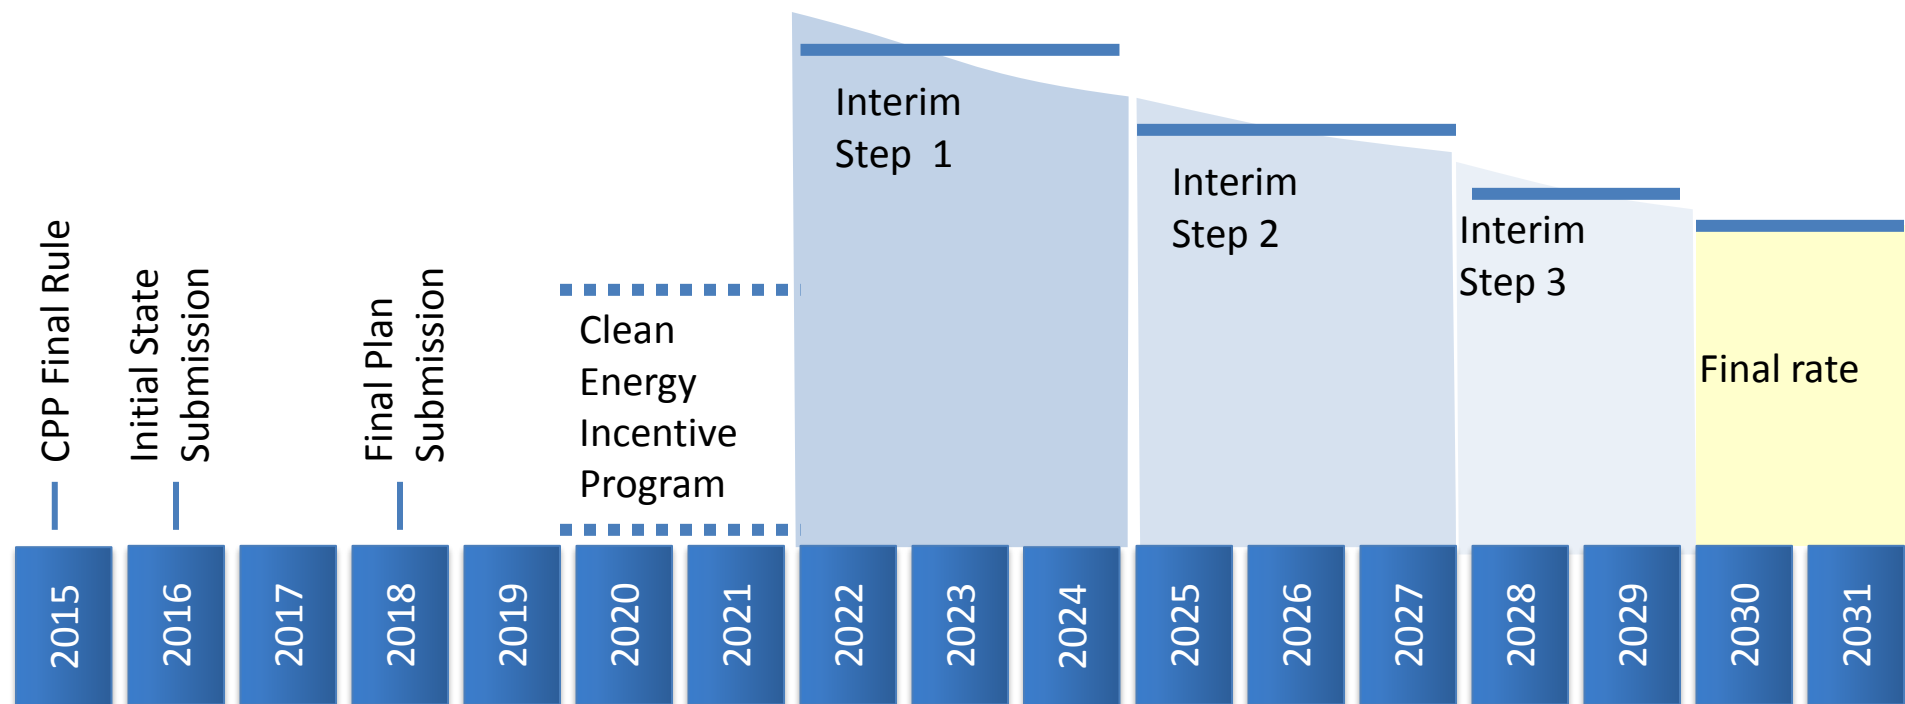 CPP Final Rule
Initial State
Submission
Final Plan
Submission
Clean
Energy
Incentive
Program
Interim
Step 1
Interim
Step 2
Interim
Step 3
Final rate
2015
2016
2017
2018
2019
2020
2021
2022
2023
2024
2025
2026
2027
2028
2029
2030
2031